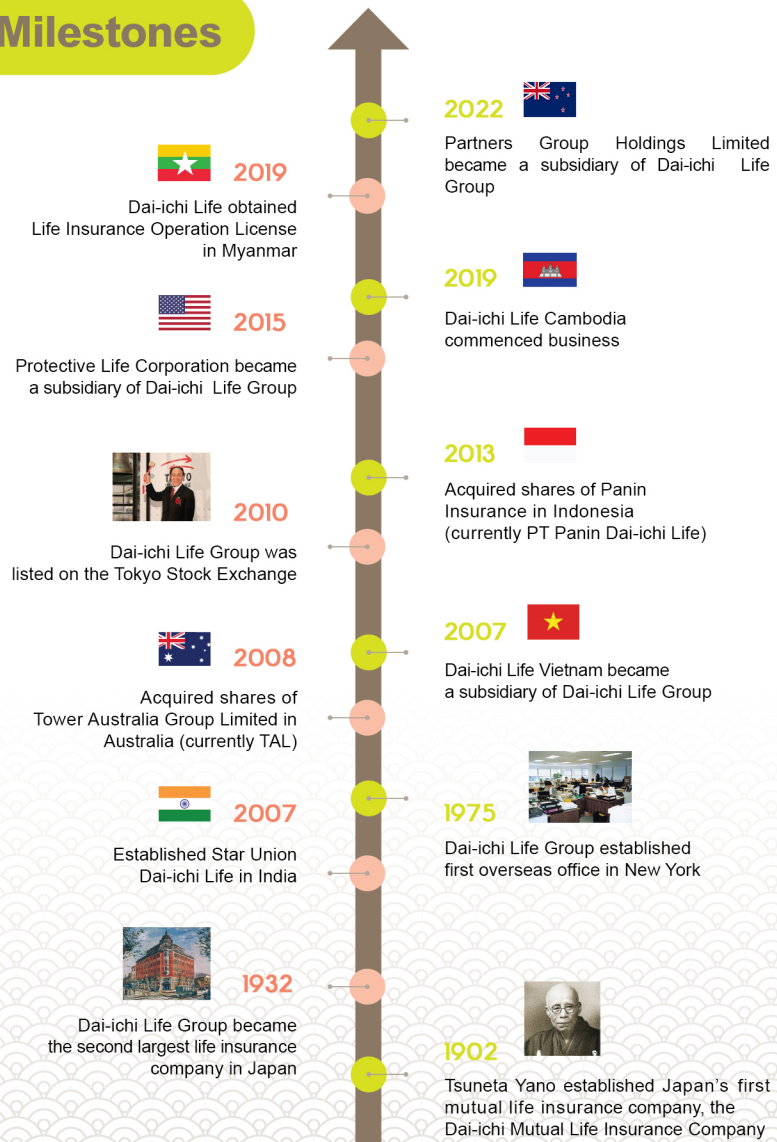 Milestones
2022
Partners Group Holdings Limited
became a subsidiary of Dai-ichi Life
Group
2019
Dai-ichi Life obtained
Life Insurance Operation License
in Myanmar
2019
Dai-ichi Life Cambodia
commenced business
2015
Protective Life Corporation became
a subsidiary of Dai-ichi Life Group
2013
Acquired shares of Panin
Insurance in Indonesia
(currently PT Panin Dai-ichi Life)
2010
Dai-ichi Life Group was
listed on the Tokyo Stock Exchange
2007
Dai-ichi Life Vietnam became
a subsidiary of Dai-ichi Life Group
2008
Acquired shares of
Tower Australia Group Limited in
Australia (currently TAL)
1975
Dai-ichi Life Group established
first overseas office in New York
2007
Established Star Union
Dai-ichi Life in India
1932
Dai-ichi Life Group became
the second largest life insurance
company in Japan
1902
Tsuneta Yano established Japan’s first
mutual life insurance company, the
Dai-ichi Mutual Life Insurance Company